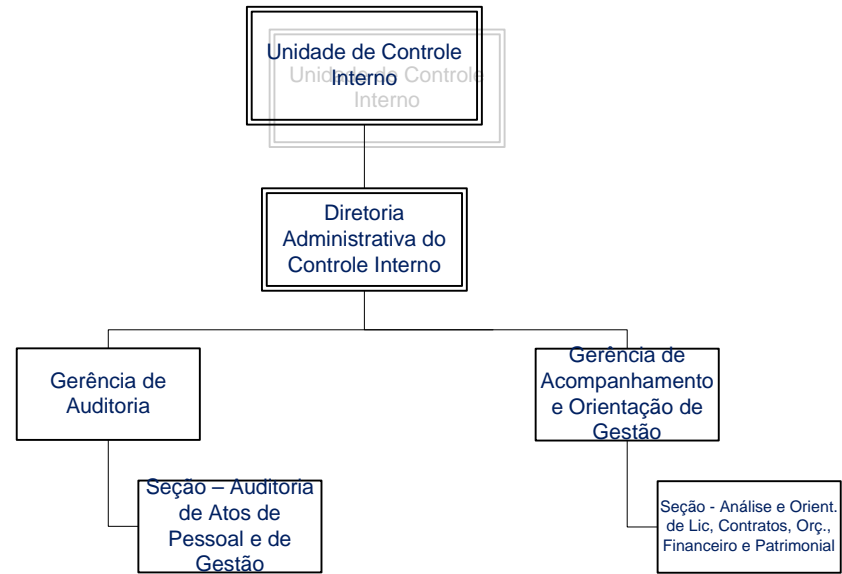 Unidade de Controle
Interno
Unidade de Controle
Interno
Diretoria
Administrativa do
Controle Interno
Gerência de
Auditoria
Gerência de
Acompanhamento
e Orientação de
Gestão
Seção – Auditoria
de Atos de
Pessoal e de
Gestão
Seção - Análise e Orient.
de Lic, Contratos, Orç.,
Financeiro e Patrimonial